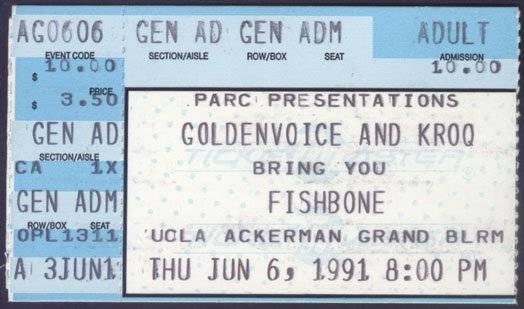 AG0606 GEN AD GEN ADM ADULT
EVENT CODE SECTION/AISLE ROW/BOX SEAT ADMISSION
$ 10.00 10.00
PRICE
$ 3.50
PARC PRESENTATIONS
GEN AD GOLDENVOICE AND KROQ
SECTION/AISLE
CA 1X BRING YOU
GEN ADM FISHBONE
ROW/BOX SEAT
OPL1311 UCLA ACKERMAN GRAND BLRM
A 3JUN1 THU JUN 6, 1991 8:00 PM
TICKETMASTER